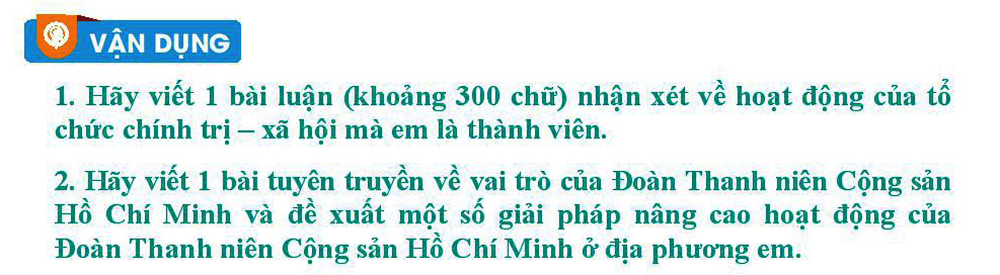 VẬN DỤNG
1. Hãy viết 1 bài luận (khoảng 300 chữ) nhận xét về hoạt động của tổ
chức chính trị – xã hội mà em là thành viên.
2. Hãy viết 1 bài tuyên truyền về vai trò của Đoàn Thanh niên Cộng sản
Hồ Chí Minh và đề xuất một số giải pháp nâng cao hoạt động của
Đoàn Thanh niên Cộng sản Hồ Chí Minh ở địa phương em.